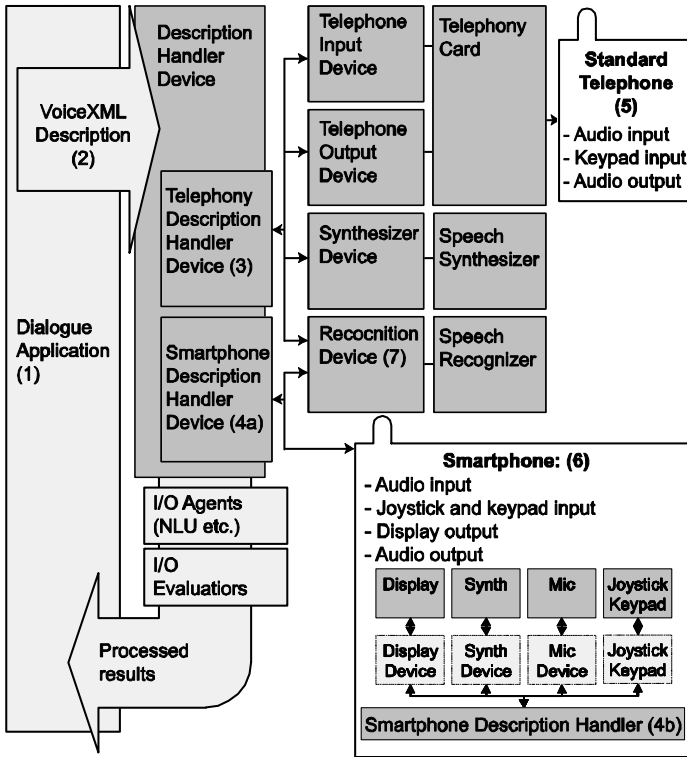 Description
Handler
Device
VoiceXML
Description
(2)
Telephony
Description
Handler
Device (3)
Dialogue
Application
(1)
Smartphone
Description
Handler
Device (4a)
I/O Agents
(NLU etc.)
I/O
Evaluatiors
Processed
results
Telephone
Input
Device
Telephony
Card
Telephone
Output
Device
Synthesizer
Device
Speech
Synthesizer
Recocnition
Device (7)
Speech
Recognizer
Standard
Telephone
(5)
- Audio input
- Keypad input
- Audio output
Smartphone: (6)
- Audio input
- Joystick and keypad input
- Display output
- Audio output
Display
Synth
Mic
Joystick
Keypad
Display
Device
Synth
Device
Mic
Device
Joystick
Keypad
Smartphone Description Handler (4b)